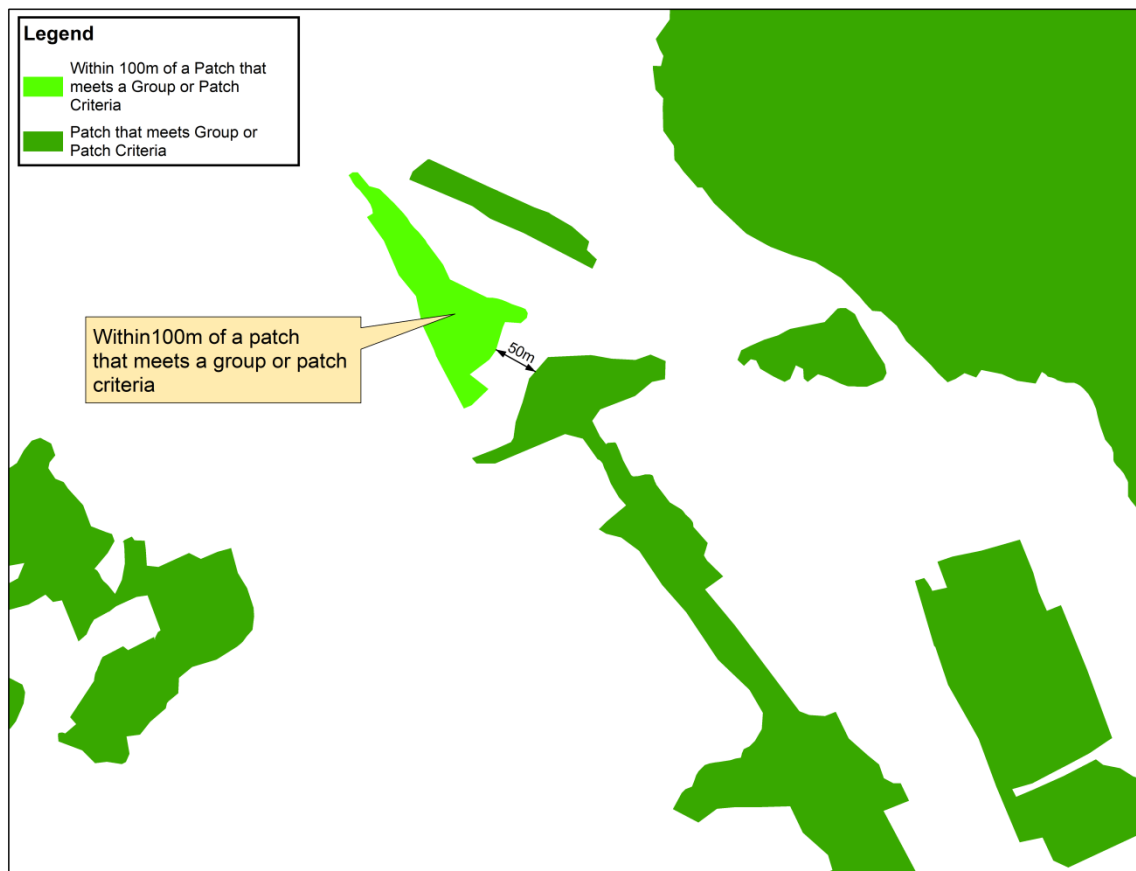 Legend
Within 100m of a Patch that
meets a Group or Patch
Criteria
Patch that meets Group or
Patch Criteria
Within100m of a patch
that meets a group or patch
criteria
50m